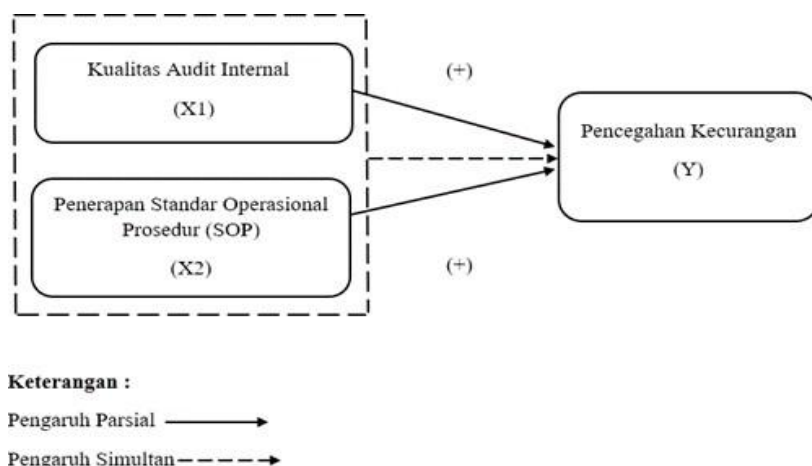 Kualitas Audit Internal
(X1)
(+)
Pencegahan Kecurangan
(Y)
Penerapan Standar Operasional
Prosedur (SOP)
(X2)
(+)
Keterangan :
Pengaruh Parsial
Pengaruh Simultan